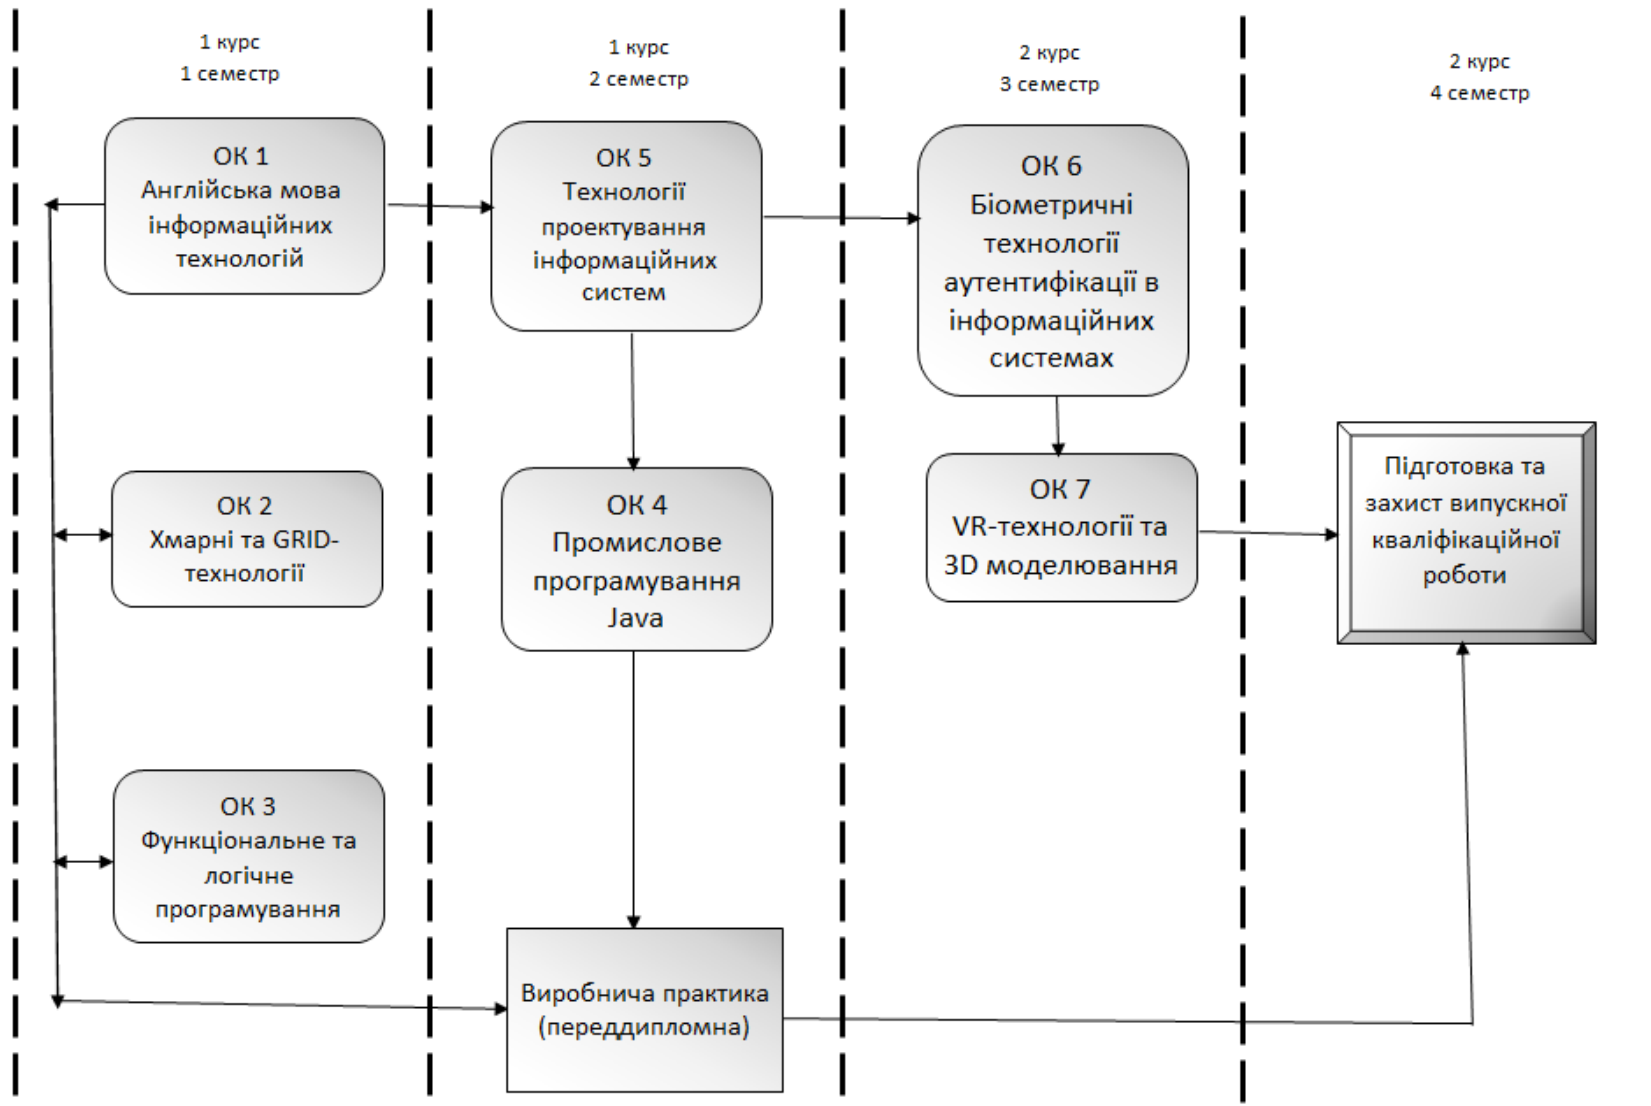 1 курс
1 семестр
1 курс
2 семестр
2 курс
3 семестр
2 курс
4 семестр
ОК 1
Англійська мова
інформаційних
технологій
ОК 5
Технології
проектування
інформаційних
систем
ОК 6
Біометричні
технології
аутентифікації в
інформаційних
системах
ОК 2
Хмарні та GRID-
технології
ОК 4
Промислове
програмування
Java
ОК 7
VR-технології та
3D моделювання
Підготовка та
захист випускної
кваліфікаційної
роботи
ОК 3
Функціональне та
логічне
програмування
Виробнича практика
(переддипломна)